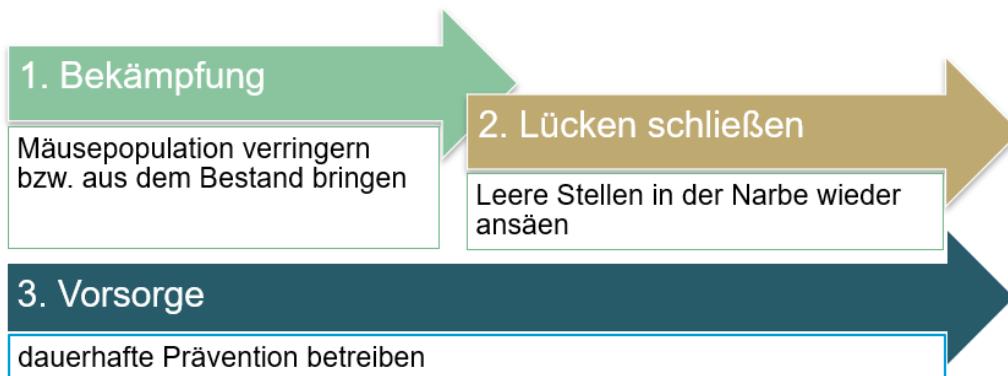 1. Bekämpfung
Mäusepopulation verringern
bzw. aus dem Bestand bringen
2. Lücken schließen
Leere Stellen in der Narbe wieder
ansäen
3. Vorsorge
dauerhafte Prävention betreiben